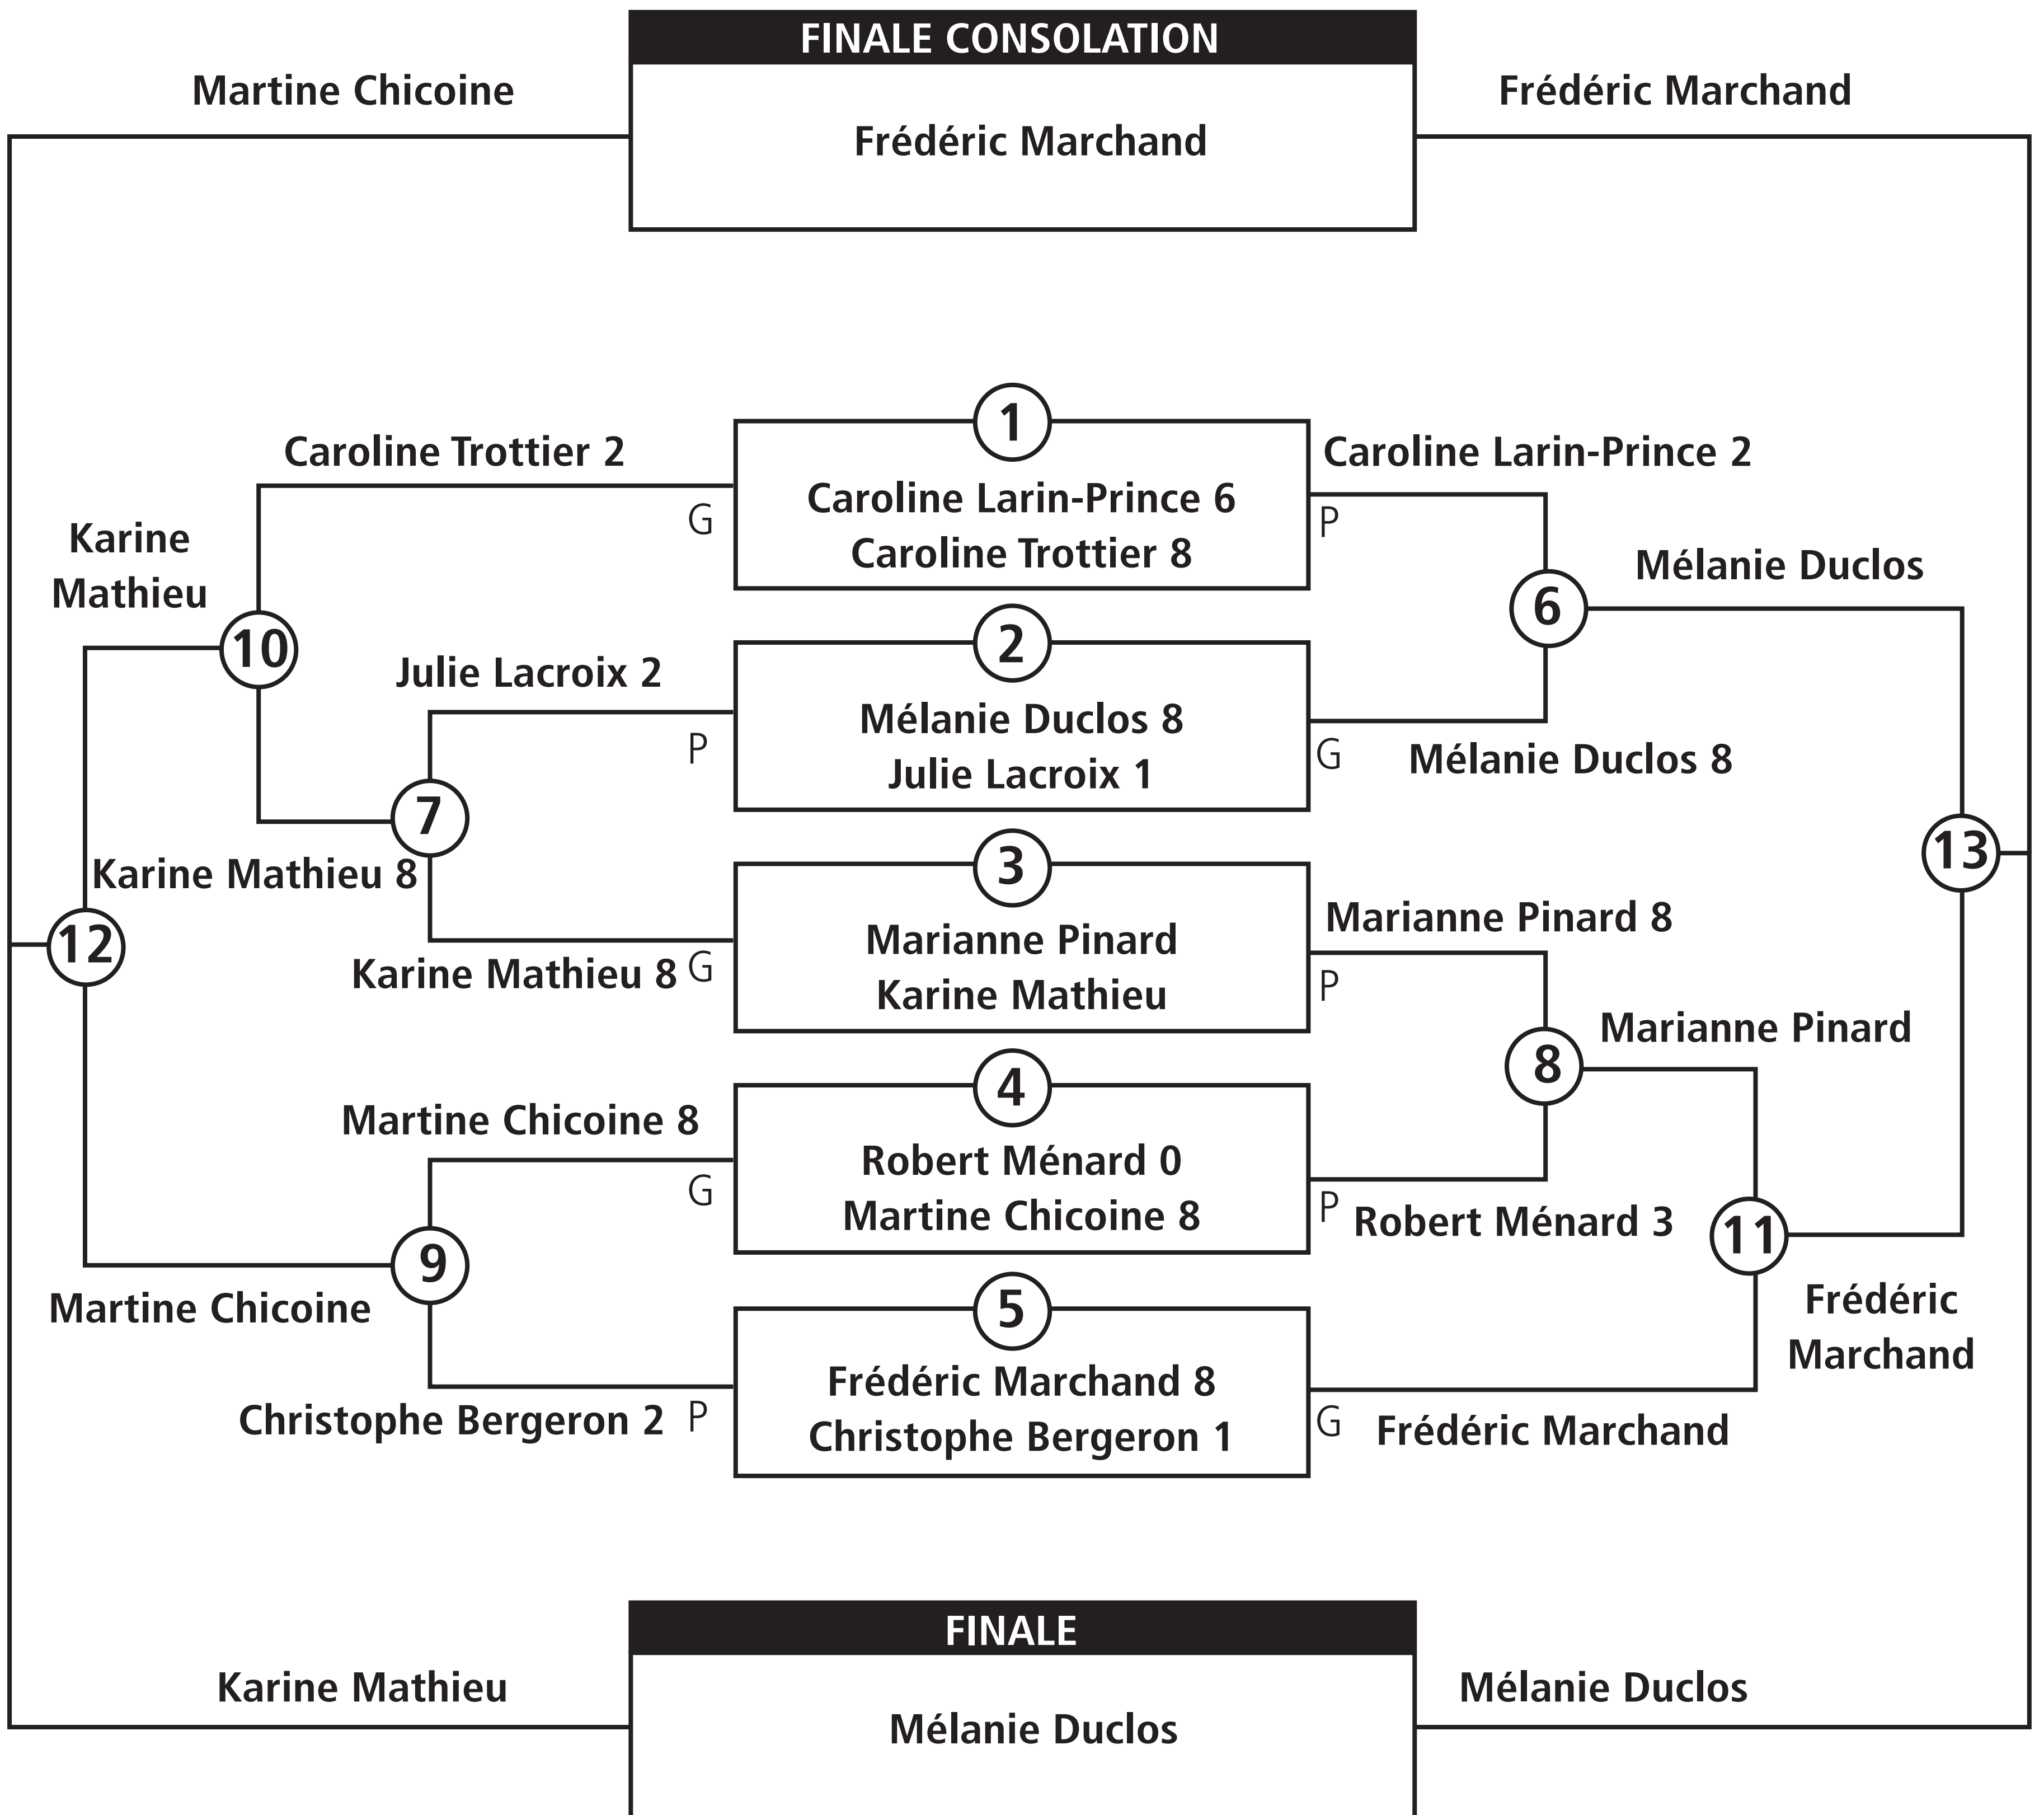 FINALE CONSOLATION
Martine Chicoine
Frédéric Marchand
Frédéric Marchand
1
Caroline Trottier 2
Caroline Larin-Prince 2
G
Caroline Larin-Prince 6
P
Caroline Trottier 8
Karine
Mathieu
Mélanie Duclos
6
10
2
Julie Lacroix 2
P
Mélanie Duclos 8
Julie Lacroix 1
G
Mélanie Duclos 8
7
3
13
Karine Mathieu 8
12
Marianne Pinard 8
Karine Mathieu 8
G
Marianne Pinard
Karine Mathieu
P
Marianne Pinard
8
4
Martine Chicoine 8
G
Robert Ménard 0
Martine Chicoine 8
P
Robert Ménard 3
11
9
Martine Chicoine
5
Frédéric
Marchand
Christophe Bergeron 2
P
Frédéric Marchand 8
Christophe Bergeron 1
G
Frédéric Marchand
FINALE
Karine Mathieu
Mélanie Duclos
Mélanie Duclos